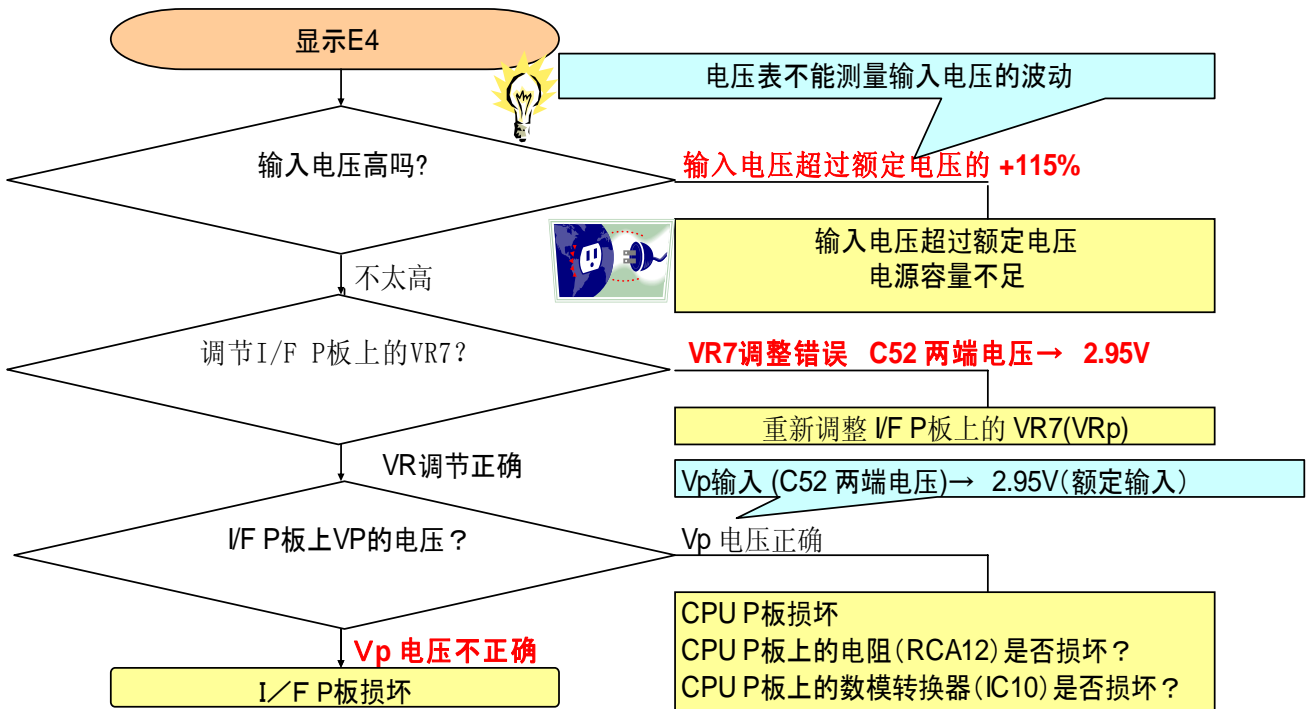 显示E4
电压表不能测量输入电压的波动
输入电压高吗?
输入电压超过额定电压的 +115%
输入电压超过额定电压
电源容量不足
不太高
调节I/F P板上的VR7?
VR7调整错误 C52 两端电压→ 2.95V
重新调整 I/F P板上的 VR7(VRp)
VR调节正确
Vp输入 (C52 两端电压)→ 2.95V(额定输入)
I/F P板上VP的电压?
Vp 电压正确
CPU P板损坏
CPU P板上的电阻(RCA12)是否损坏?
CPU P板上的数模转换器(IC10)是否损坏?
Vp 电压不正确
I/F P板损坏